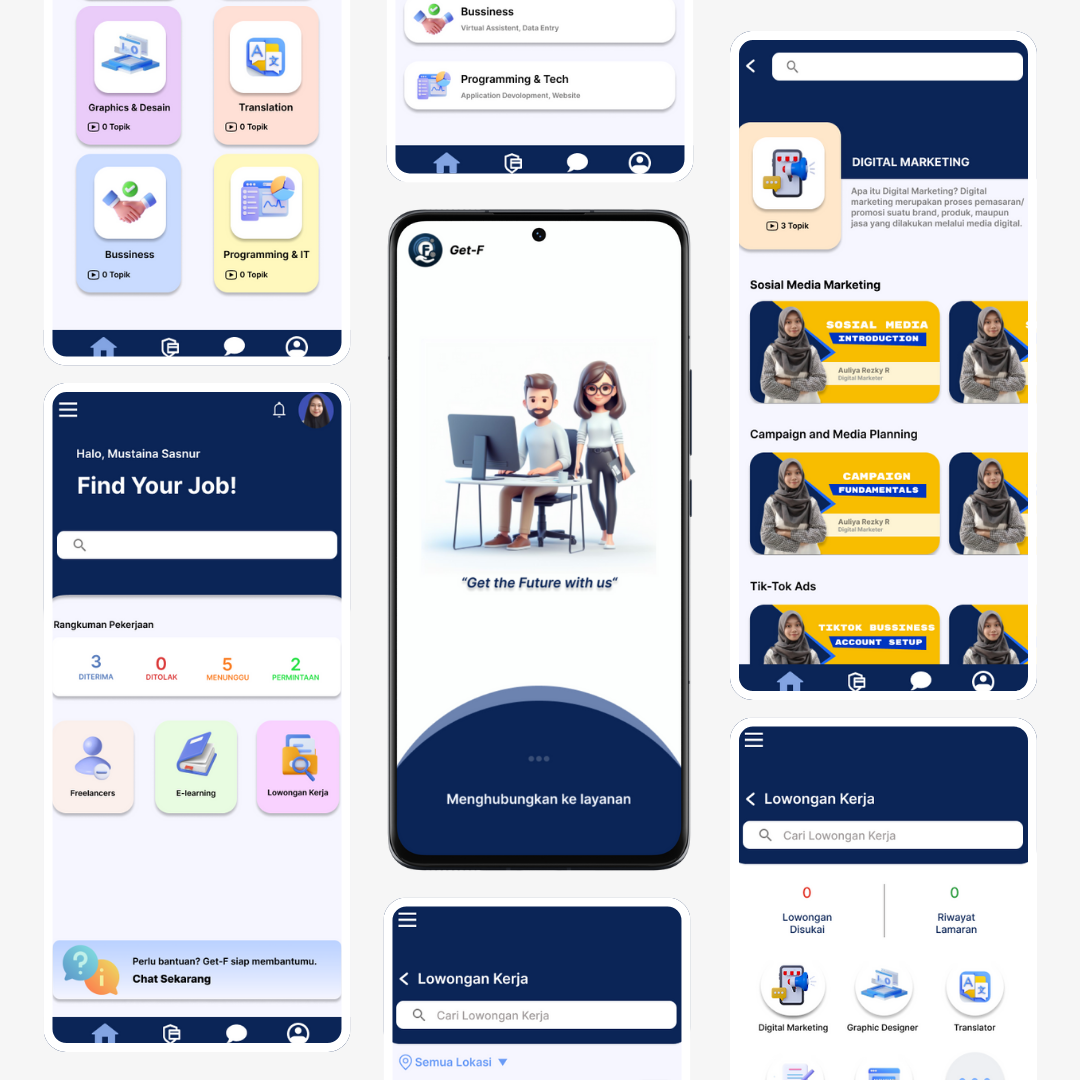 Graphics & Desain
0 Topik
Translation
0 Topik
Bussiness
0 Topik
Programming & IT
0 Topik
Halo, Mustaina Sasnur
Find Your Job!
Rangkuman Pekerjaan
3
DITERIMA
0
DITOLAK
5
MENUNGGU
2
PERMINTAAN
Freelancers
E-learning
Lowongan Kerja
Perlu bantuan? Get-F siap membantumu.
Chat Sekarang
Bussiness
Virtual Assistent, Data Entry
Programming & Tech
Application Devolopment, Website
Get-F
“Get the Future with us”
Menghubungkan ke layanan
Lowongan Kerja
Cari Lowongan Kerja
Semua Lokasi
DIGITAL MARKETING
Apa itu Digital Marketing? Digital
marketing merupakan proses pemasaran/
promosi suatu brand, produk, maupun
jasa yang dilakukan melalui media digital.
3 Topik
Sosial Media Marketing
SOSIAL MEDIA
INTRODUCTION
Auliya Rezky R
Digital Marketer
Campaign and Media Planning
CAMPAIGN
FUNDAMENTALS
Auliya Rezky R
Digital Marketer
Tik-Tok Ads
TIKTOK BUSSINESS
ACCOUNT SETUP
Lowongan Kerja
Cari Lowongan Kerja
0
Lowongan
Disukai
0
Riwayat
Lamaran
Digital Marketing
Graphic Designer
Translator